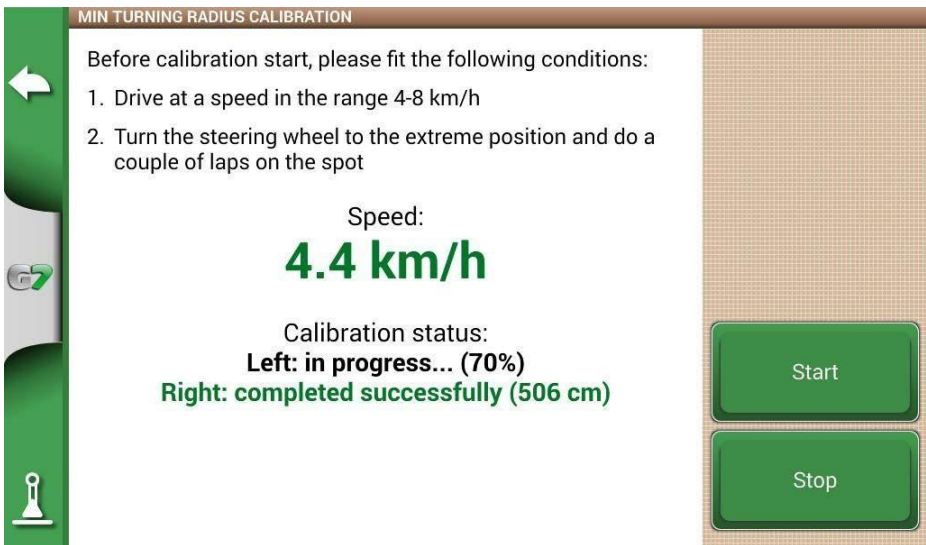 MIN TURNING RADIUS CALIBRATION
Before calibration start, please fit the following conditions:
1. Drive at a speed in the range 4-8 km/h
2. Turn the steering wheel to the extreme position and do a
couple of laps on the spot
Speed:
4.4 km/h
G7
Calibration status:
Left: in progress... (70%)
Right: completed successfully (506 cm)
Start
Stop